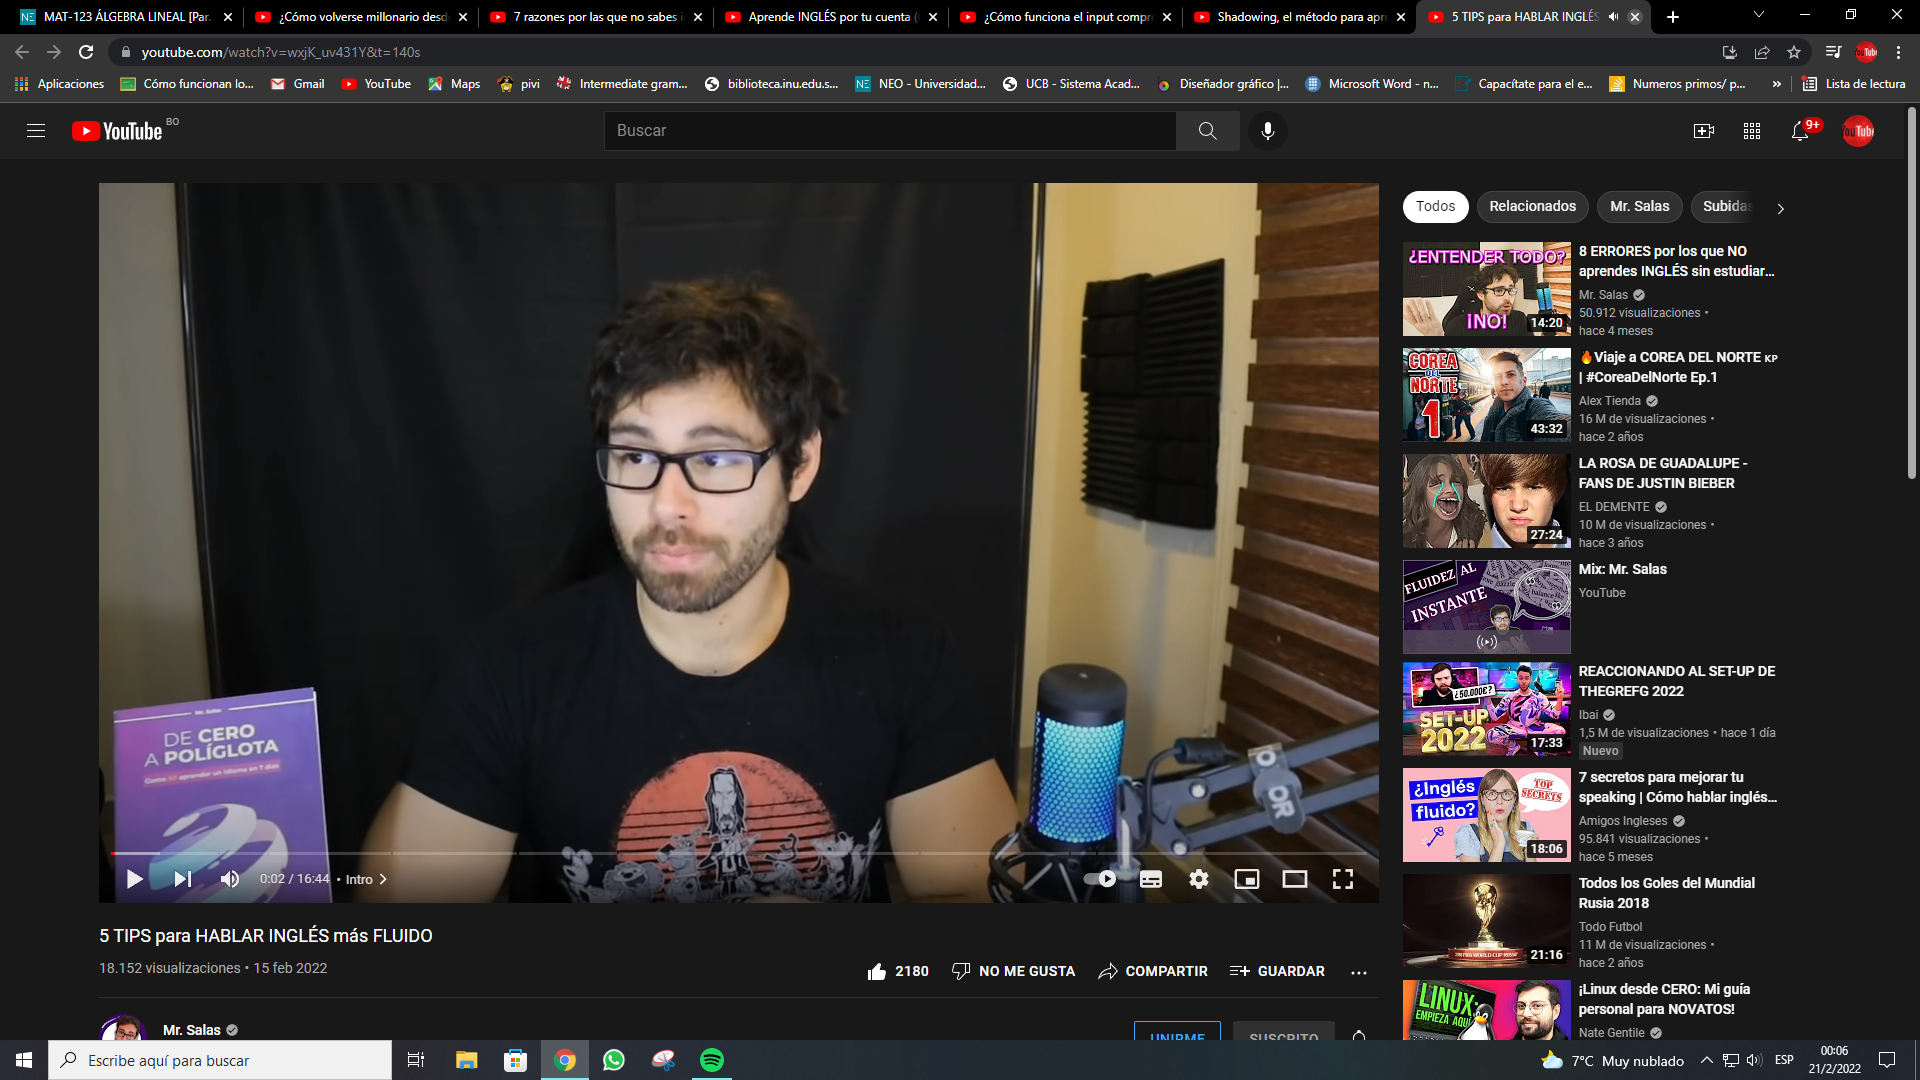 MAT-123 ÁLGEBRA LINEAL [Par.
¿Cómo volverse millonario desd
7 razones por las que no sabes i
Aprende INGLÉS por tu cuenta (
¿Cómo funciona el input compre
Shadowing, el método para apr
5 TIPS para HABLAR INGLÉS
youtube.com/watch?v=wxjK_uv431Y&t=140s
Aplicaciones
Cómo funcionan lo...
Gmail
YouTube
Maps
pivi
Intermediate gram...
biblioteca.inu.edu.s...
NEO - Universidad...
UCB - Sistema Acad...
Diseñador gráfico |...
Microsoft Word - n...
Capacítate para el e...
Numeros primos/ p...
»
Lista de lectura
YouTube BO
Buscar
9+
Todos
Relacionados
Mr. Salas
Subidas
DE CERO
A POLÍGLOTA
Como NO aprender un idioma en 7 días
0:02 / 16:44 • Intro
5 TIPS para HABLAR INGLÉS más FLUIDO
18.152 visualizaciones • 15 feb 2022
2180
NO ME GUSTA
COMPARTIR
GUARDAR
Mr. Salas
UNIRME
SUSCRITO
¿ENTENDER TODO?
¡NO!
14:20
8 ERRORES por los que NO
aprendes INGLÉS sin estudiar...
Mr. Salas
50.912 visualizaciones •
hace 4 meses
COREA
DEL
NORTE
1
43:32
🔥Viaje a COREA DEL NORTE KP
| #CoreaDelNorte Ep.1
Alex Tienda
16 M de visualizaciones •
hace 2 años
27:24
LA ROSA DE GUADALUPE -
FANS DE JUSTIN BIEBER
EL DEMENTE
10 M de visualizaciones •
hace 3 años
FLUIDEZ AL
INSTANTE
Mix: Mr. Salas
YouTube
¿50.000€?
SET-UP
2022
17:33
REACCIONANDO AL SET-UP DE
THEGREFG 2022
Ibai
1,5 M de visualizaciones • hace 1 día
Nuevo
¿Inglés
fluido?
TOP
SECRETS
18:06
7 secretos para mejorar tu
speaking | Cómo hablar inglés...
Amigos Ingleses
95.841 visualizaciones •
hace 5 meses
21:16
Todos los Goles del Mundial
Rusia 2018
Todo Futbol
11 M de visualizaciones •
hace 2 años
LINUX:
EMPIEZA AQUÍ
¡Linux desde CERO: Mi guía
personal para NOVATOS!
Nate Gentile
Escribe aquí para buscar
7°C Muy nublado
ESP
00:06
21/2/2022